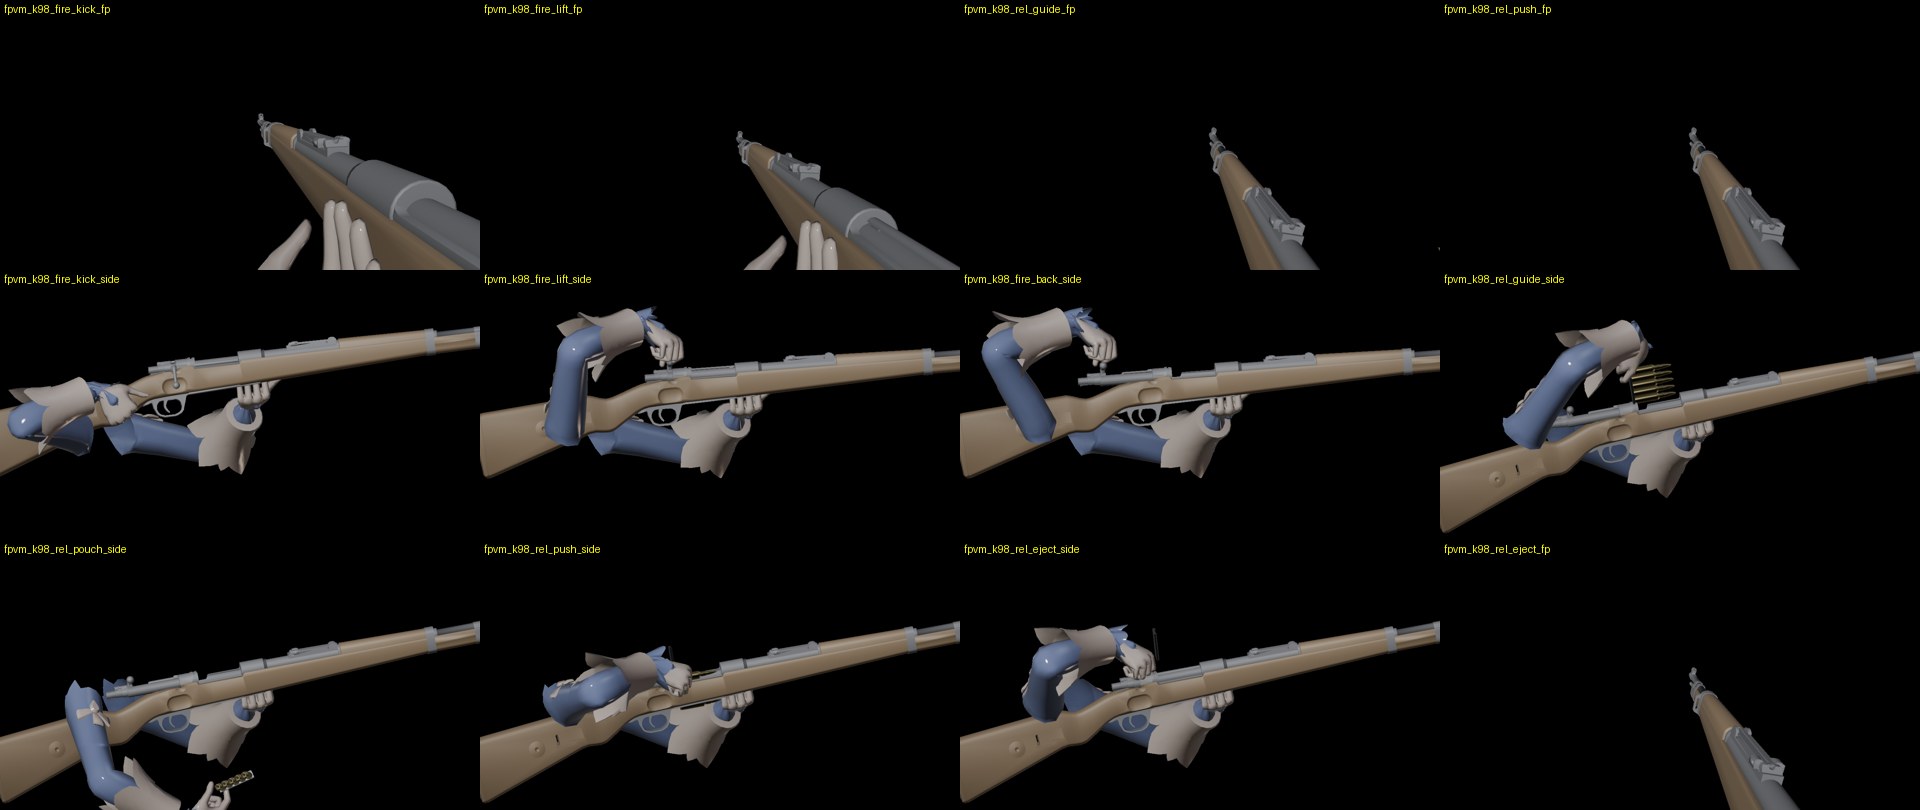 fpvm_k98_fire_kick_fp
fpvm_k98_fire_lift_fp
fpvm_k98_rel_guide_fp
fpvm_k98_rel_push_fp
fpvm_k98_fire_kick_side
fpvm_k98_fire_lift_side
fpvm_k98_fire_back_side
fpvm_k98_rel_guide_side
fpvm_k98_rel_pouch_side
fpvm_k98_rel_push_side
fpvm_k98_rel_eject_side
fpvm_k98_rel_eject_fp